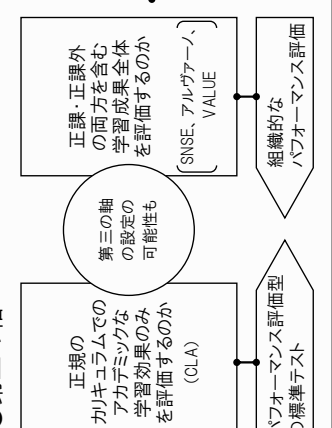 正課・正課外
の両方を含む
学習成果全体
を評価するのか
SNSE、アルヴァーノ、
VALUE
組織的な
パフォーマンス評価
第三の軸
の設定の
可能性も
正規の
カリキュラムでの
アカデミックな
学習効果のみ
を評価するのか
(CLA)
パフォーマンス評価型
の標準テスト